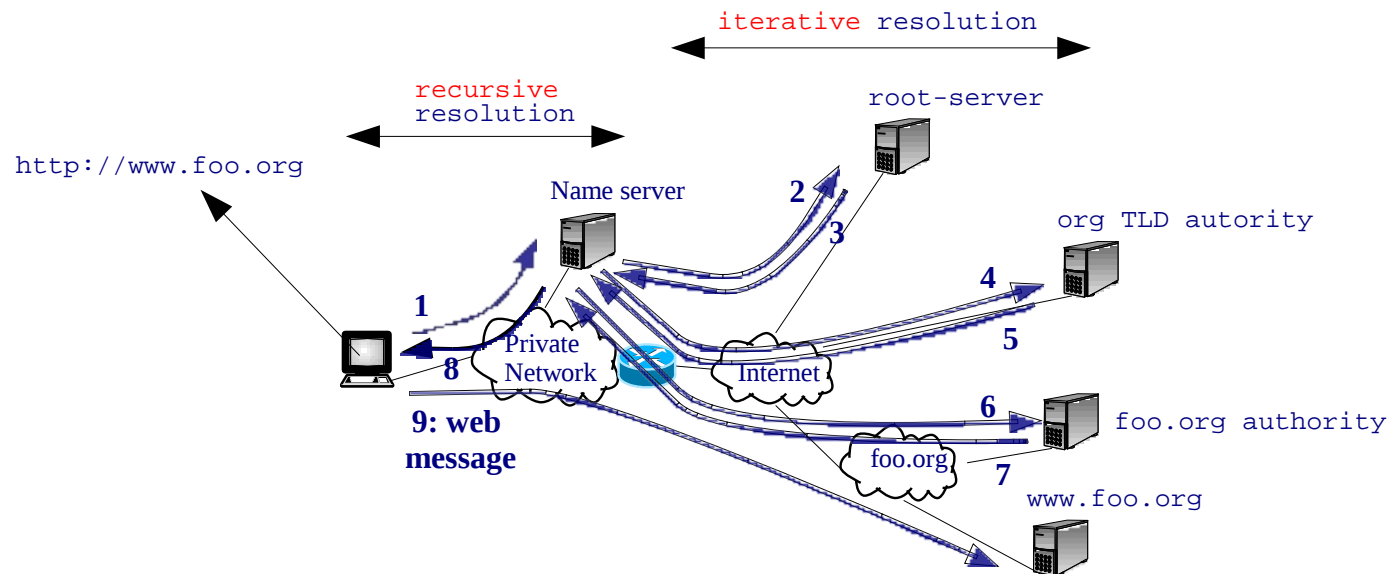 iterative resolution
recursive
resolution
root-server
http://www.foo.org
Name server
2
3
org TLD autority
1
4
5
8
Private
Network
Internet
6
foo.org authority
9: web
message
foo.org
7
www.foo.org